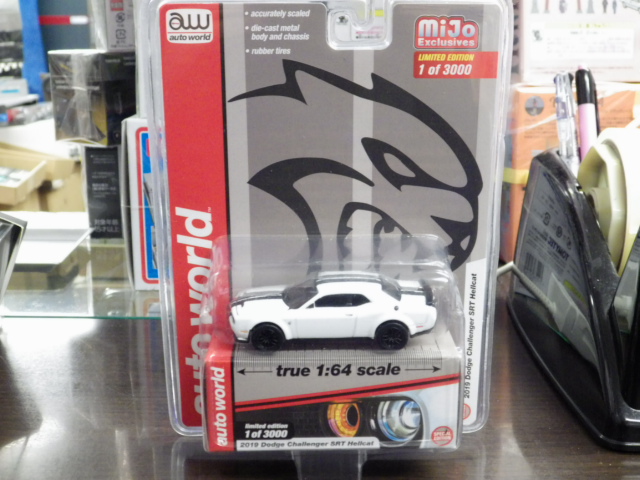 aw
auto world
• accurately scaled
• die-cast metal
body and chassis
• rubber tires
MiJo
Exclusives
LIMITED EDITION
1 of 3000
auto world
2019 Dodge Challenger SRT Hellcat
true 1:64 scale
auto world
limited edition
1 of 3000
2019 Dodge Challenger SRT Hellcat